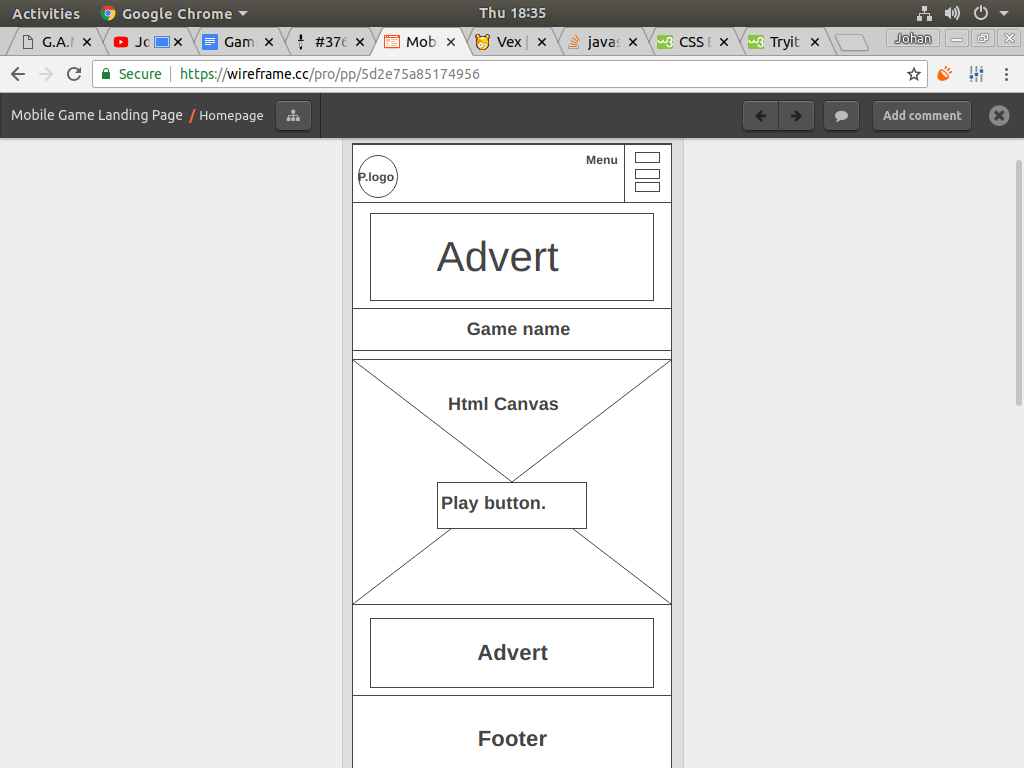 Activities Google Chrome Thu 18:35
G.A. Jo Gam #376 Mob Vex | javas CSS Tryit Johan
Secure https://wireframe.cc/pro/pp/5d2e75a85174956
Mobile Game Landing Page / Homepage Add comment
P.logo Menu
Advert
Game name
Html Canvas
Play button.
Advert
Footer